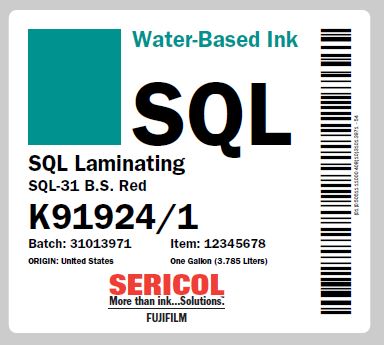 Water-Based Ink
SQL
SQL Laminating
SQL-31 B.S. Red
K91924/1
Batch: 31013971 Item: 12345678
ORIGIN: United States One Gallon (3.785 Liters)
SERICOL
More than ink...Solutions.
FUJIFILM